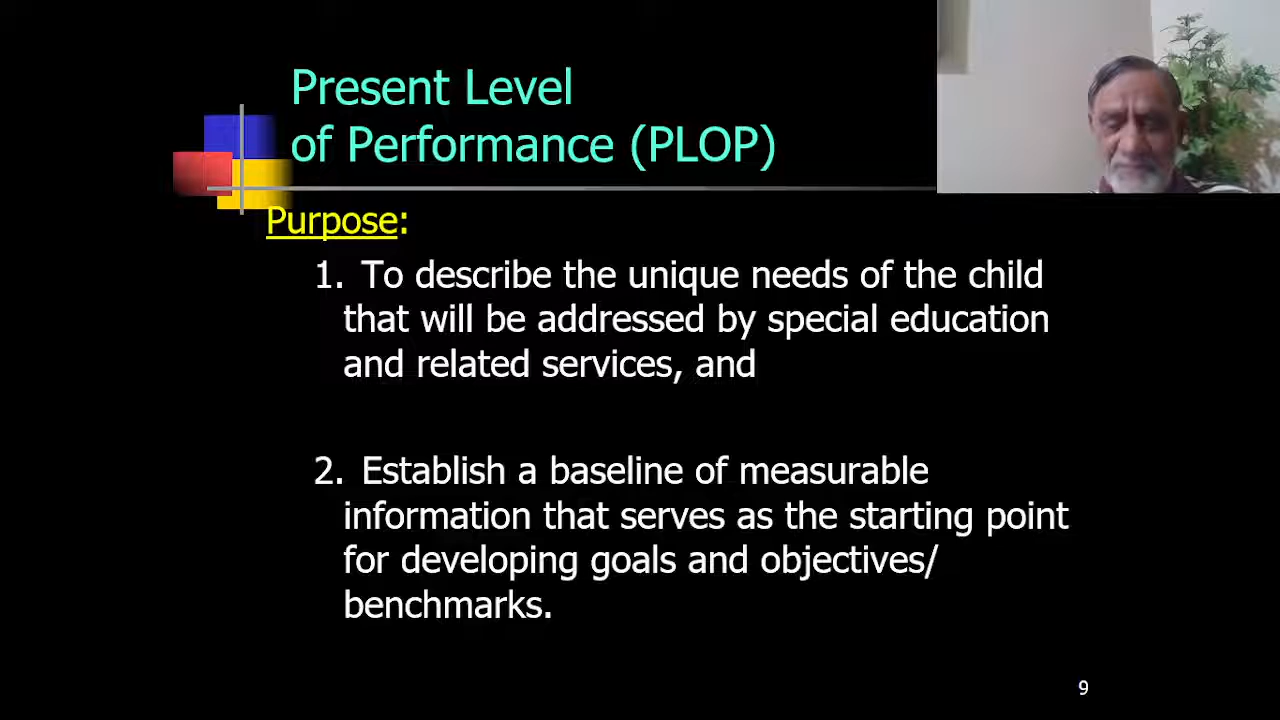 Present Level
of Performance (PLOP)
Purpose:
1. To describe the unique needs of the child
that will be addressed by special education
and related services, and
2. Establish a baseline of measurable
information that serves as the starting point
for developing goals and objectives/
benchmarks.
9